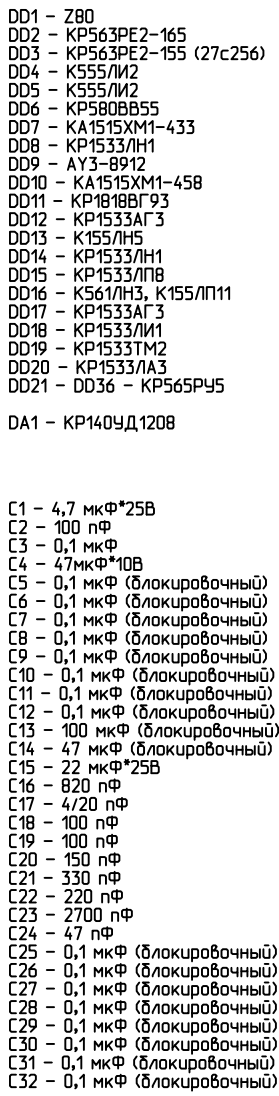 DD1 – Z80
DD2 – КР563РЕ2-165
DD3 – КР563РЕ2-155 (27с256)
DD4 – К555ЛИ2
DD5 – К555ЛИ2
DD6 – КР580ВВ55
DD7 – КА1515ХМ1-433
DD8 – КР1533ЛН1
DD9 – AY3-8912
DD10 – КА1515ХМ1-458
DD11 – КР1818ВГ93
DD12 – КР1533АГ3
DD13 – К155ЛН5
DD14 – КР1533ЛН1
DD15 – КР1533ЛП8
DD16 – К561ЛН3, К155ЛП11
DD17 – КР1533АГ3
DD18 – КР1533ЛИ1
DD19 – КР1533ТМ2
DD20 – КР1533ЛА3
DD21 – DD36 – КР565РУ5
DA1 – КР140УД1208
C1 – 4,7 мкФ*25В
C2 – 100 пФ
C3 – 0,1 мкФ
C4 – 47мкФ*10В
C5 – 0,1 мкФ (блокировочный)
C6 – 0,1 мкФ (блокировочный)
C7 – 0,1 мкФ (блокировочный)
C8 – 0,1 мкФ (блокировочный)
C9 – 0,1 мкФ (блокировочный)
C10 – 0,1 мкФ (блокировочный)
C11 – 0,1 мкФ (блокировочный)
C12 – 0,1 мкФ (блокировочный)
C13 – 100 мкФ (блокировочный)
C14 – 47 мкФ (блокировочный)
C15 – 22 мкФ*25В
C16 – 820 пФ
C17 – 4/20 пФ
C18 – 100 пФ
C19 – 100 пФ
C20 – 150 пФ
C21 – 330 пФ
C22 – 220 пФ
C23 – 2700 пФ
C24 – 47 пФ
C25 – 0,1 мкФ (блокировочный)
C26 – 0,1 мкФ (блокировочный)
C27 – 0,1 мкФ (блокировочный)
C28 – 0,1 мкФ (блокировочный)
C29 – 0,1 мкФ (блокировочный)
C30 – 0,1 мкФ (блокировочный)
C31 – 0,1 мкФ (блокировочный)
C32 – 0,1 мкФ (блокировочный)